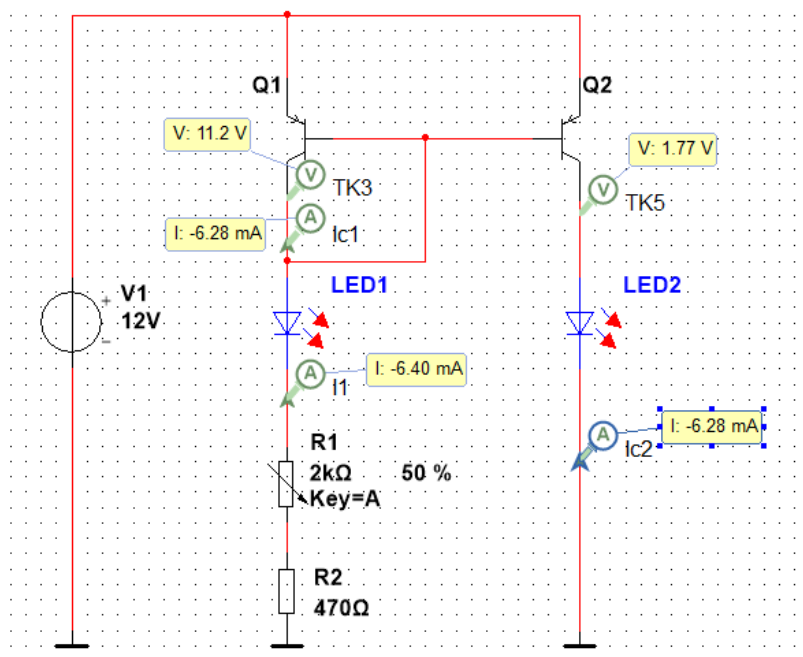 Q1
Q2
V: 11.2 V
V: 1.77 V
V
TK3
V
TK5
I: -6.28 mA
A
Ic1
LED1
LED2
V1
12V
+
−
A
I: -6.40 mA
I1
I: -6.28 mA
A
Ic2
R1
2kΩ 50 %
Key=A
R2
470Ω